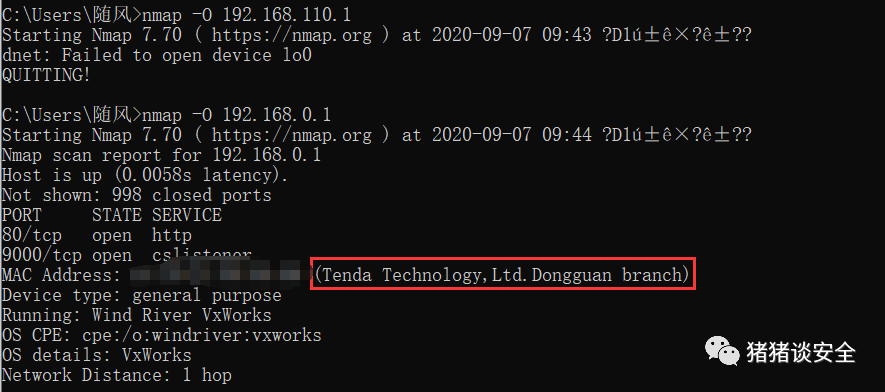 C:\Users\随风>nmap -O 192.168.110.1
Starting Nmap 7.70 ( https://nmap.org ) at 2020-09-07 09:43 ?D1ú±ê×?ê±??
dnet: Failed to open device lo0
QUITTING!
C:\Users\随风>nmap -O 192.168.0.1
Starting Nmap 7.70 ( https://nmap.org ) at 2020-09-07 09:44 ?D1ú±ê×?ê±??
Nmap scan report for 192.168.0.1
Host is up (0.0058s latency).
Not shown: 998 closed ports
PORT     STATE SERVICE
80/tcp   open  http
9000/tcp open  cslistener
MAC Address: (Tenda Technology,Ltd.Dongguan branch)
Device type: general purpose
Running: Wind River VxWorks
OS CPE: cpe:/o:windriver:vxworks
OS details: VxWorks
Network Distance: 1 hop
猪猪谈安全